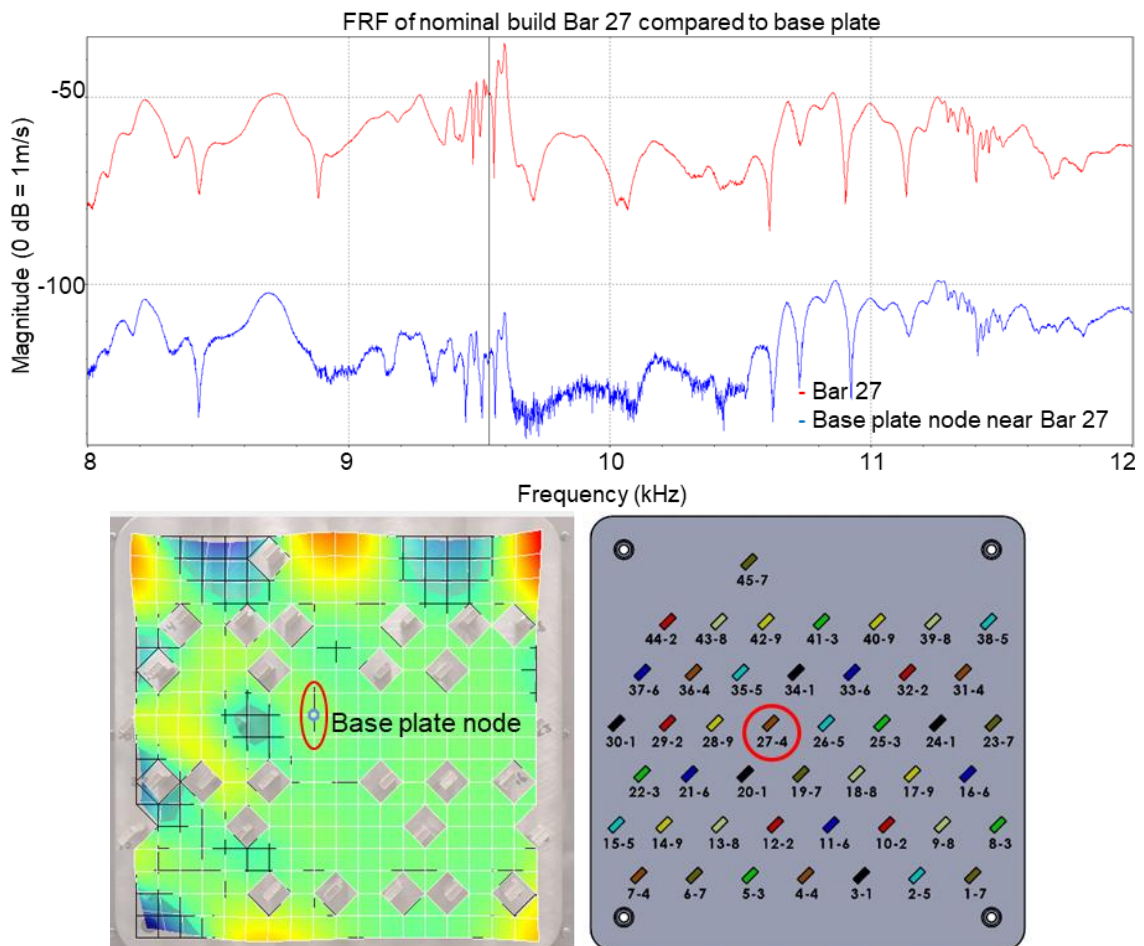 FRF of nominal build Bar 27 compared to base plate
Magnitude (0 dB = 1m/s)
-50
-100
Bar 27
Base plate node near Bar 27
8 9 10 11 12
Frequency (kHz)
Base plate node
45-7
44-2 43-8 42-9 41-3 40-9 39-8 38-5
37-6 36-4 35-5 34-1 33-6 32-2 31-4
30-1 29-2 28-9 27-4 26-5 25-3 24-1 23-7
22-3 21-6 20-1 19-7 18-8 17-9 16-6
15-5 14-9 13-8 12-2 11-6 10-2 9-8 8-3
7-4 6-7 5-3 4-4 3-1 2-5 1-7